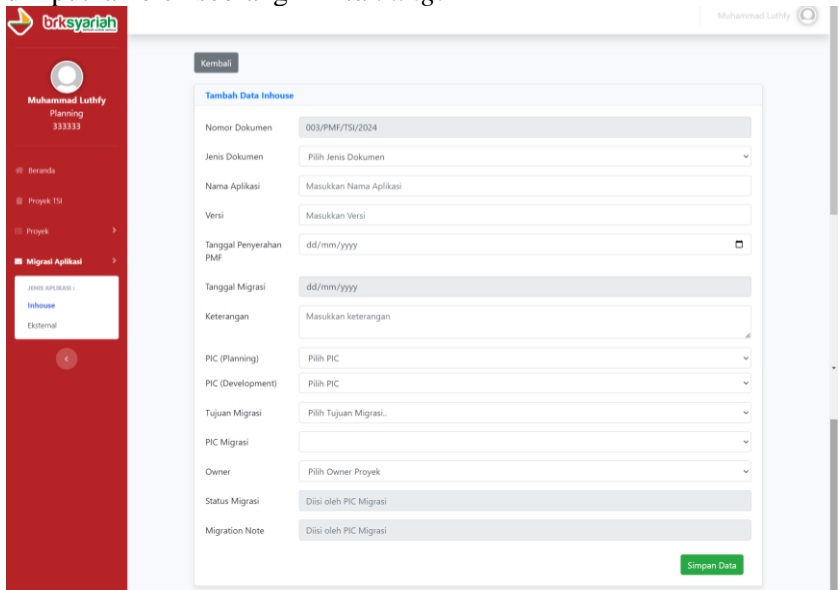 brksyariah
Muhammad Luthfy
Muhammad Luthfy
Planning
333333
Beranda
Proyek TSI
Proyek
Migrasi Aplikasi
JENIS APLIKASI :
Inhouse
Eksternal
Kembali
Tambah Data Inhouse
Nomor Dokumen 003/PMF/TSI/2024
Jenis Dokumen Pilih Jenis Dokumen
Nama Aplikasi Masukkan Nama Aplikasi
Versi Masukkan Versi
Tanggal Penyerahan PMF dd/mm/yyyy
Tanggal Migrasi dd/mm/yyyy
Keterangan Masukkan keterangan
PIC (Planning) Pilih PIC
PIC (Development) Pilih PIC
Tujuan Migrasi Pilih Tujuan Migrasi..
PIC Migrasi
Owner Pilih Owner Proyek
Status Migrasi Diisi oleh PIC Migrasi
Migration Note Diisi oleh PIC Migrasi
Simpan Data